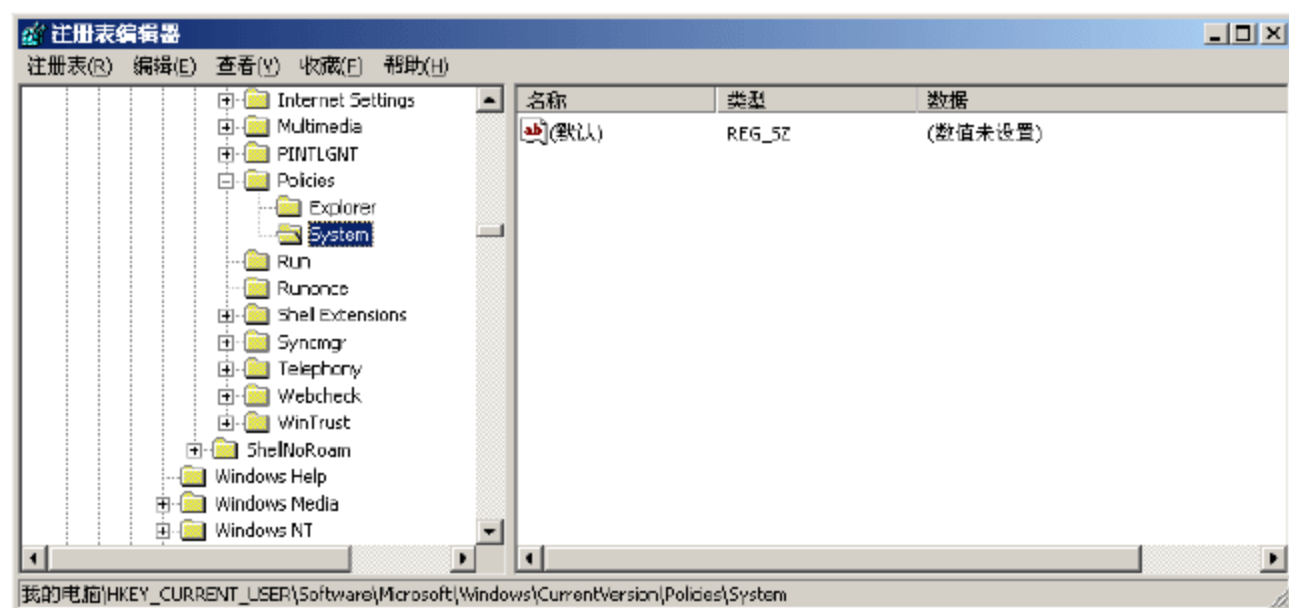 注册表编辑器
注册表(R) 编辑(E) 查看(V) 收藏(F) 帮助(H)
Internet Settings
Multimedia
PINTLGNT
Policies
Explorer
System
Run
Runonce
Shell Extensions
Syncmgr
Telephony
Webcheck
WinTrust
ShellNoRoam
Windows Help
Windows Media
Windows NT
名称 类型 数据
ab (默认) REG_SZ (数值未设置)
我的电脑\HKEY_CURRENT_USER\Software\Microsoft\Windows\CurrentVersion\Policies\System